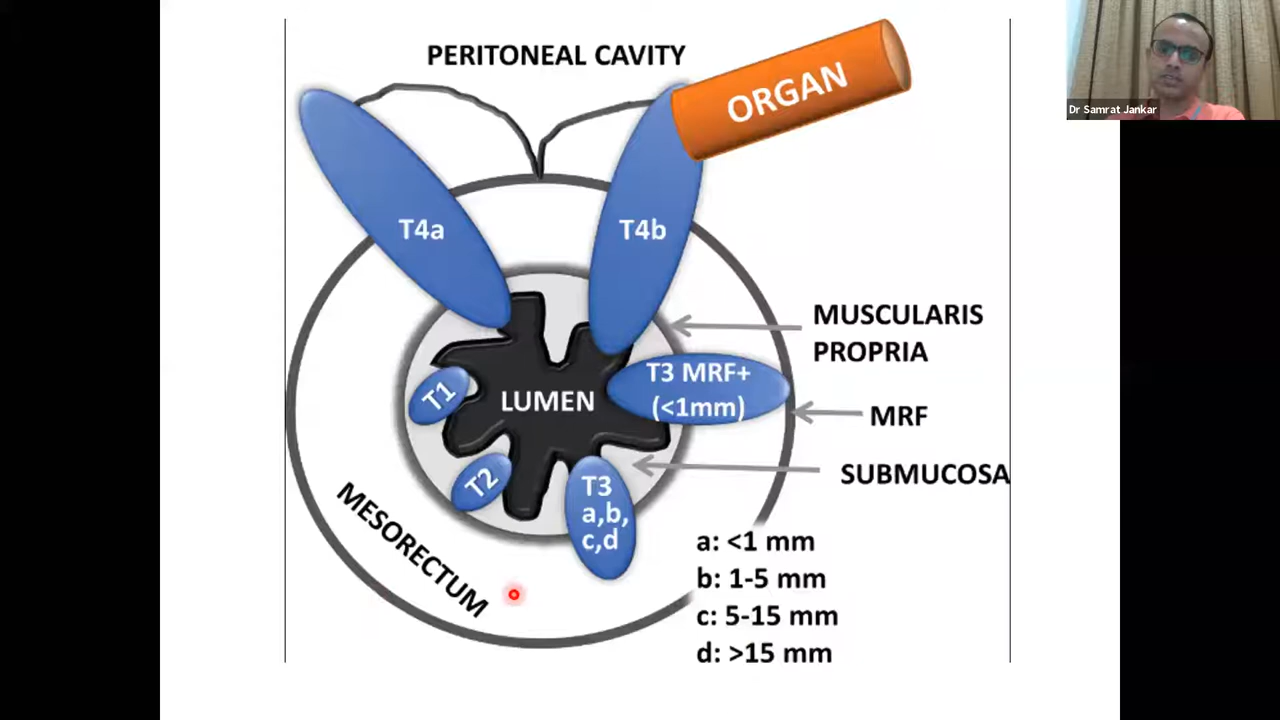 PERITONEAL CAVITY
ORGAN
Dr Samrat Jankar
T4a
T4b
MUSCULARIS
PROPRIA
T3 MRF+
(<1mm)
T1
LUMEN
MRF
T2
SUBMUCOSA
T3
a,b,
c,d
MESORECTUM
a: <1 mm
b: 1-5 mm
c: 5-15 mm
d: >15 mm